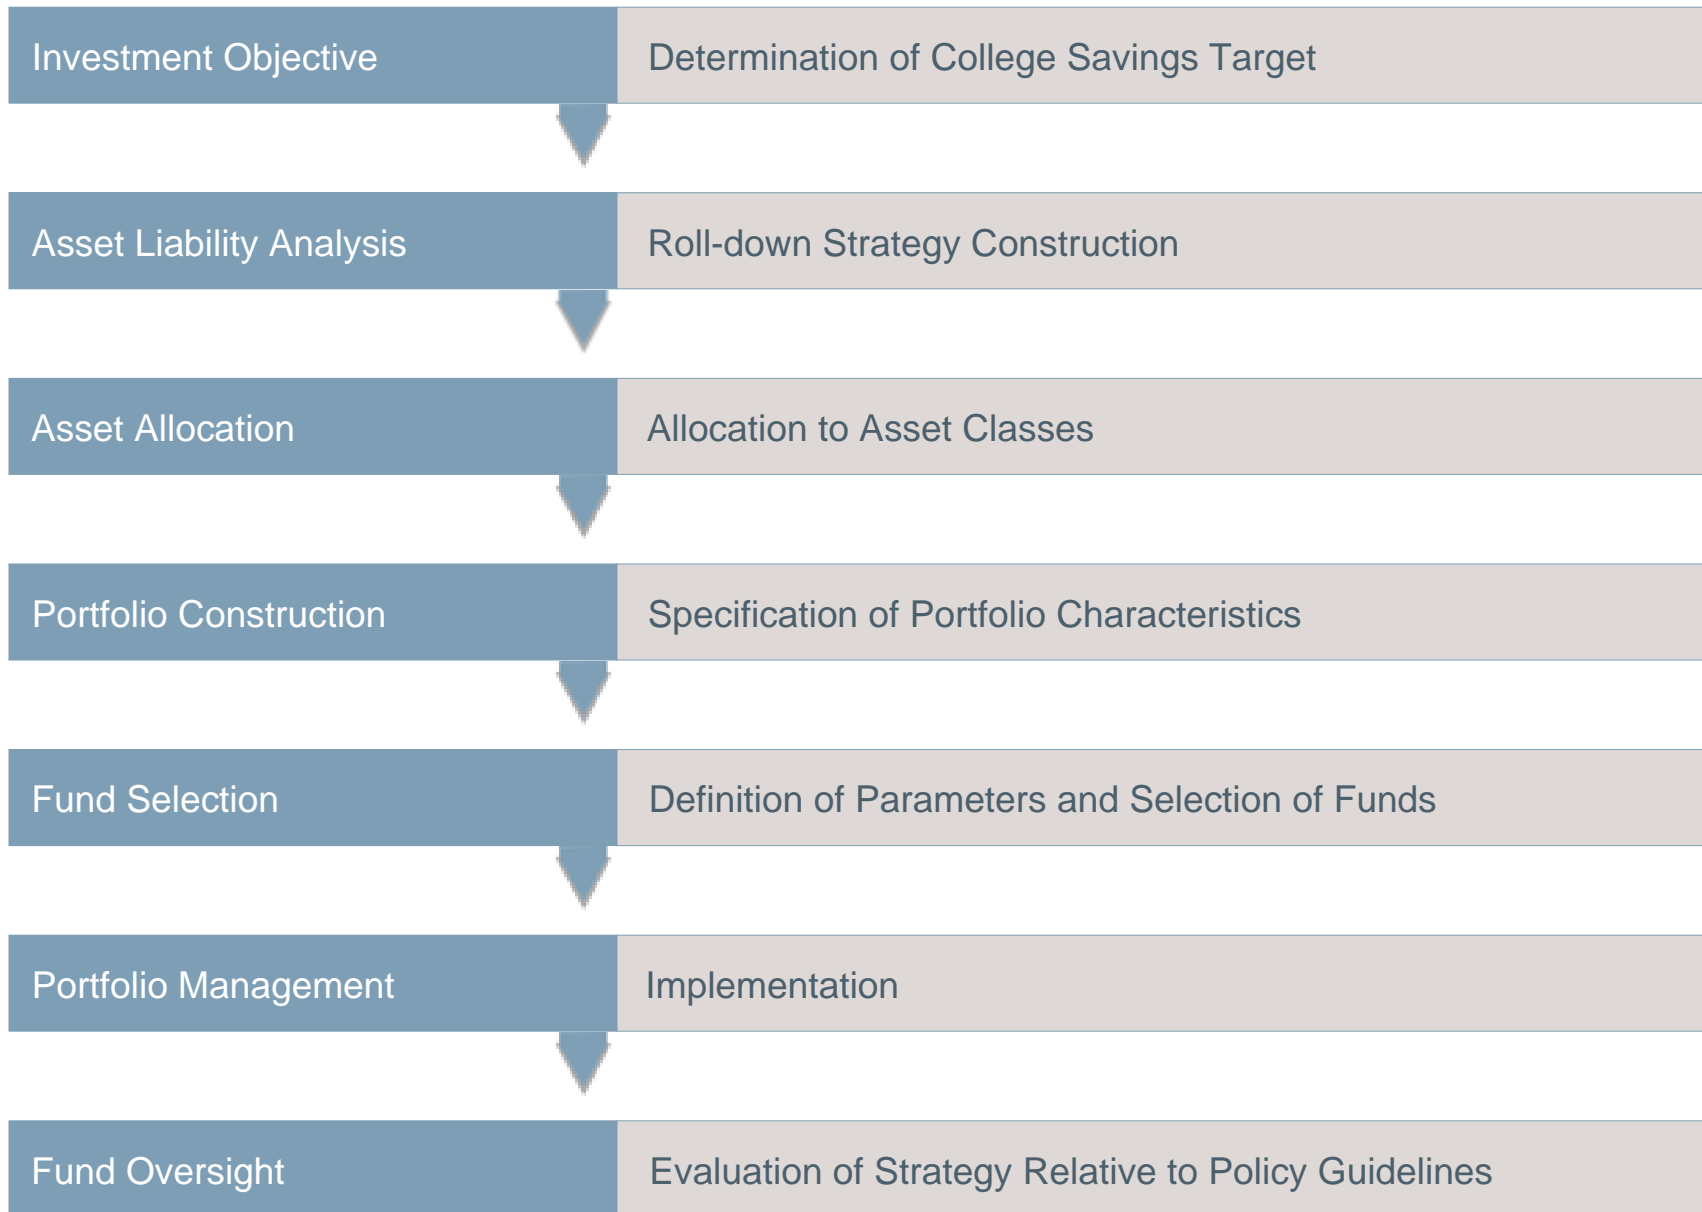 Investment Objective
Determination of College Savings Target
Asset Liability Analysis
Roll-down Strategy Construction
Asset Allocation
Allocation to Asset Classes
Portfolio Construction
Specification of Portfolio Characteristics
Fund Selection
Definition of Parameters and Selection of Funds
Portfolio Management
Implementation
Fund Oversight
Evaluation of Strategy Relative to Policy Guidelines